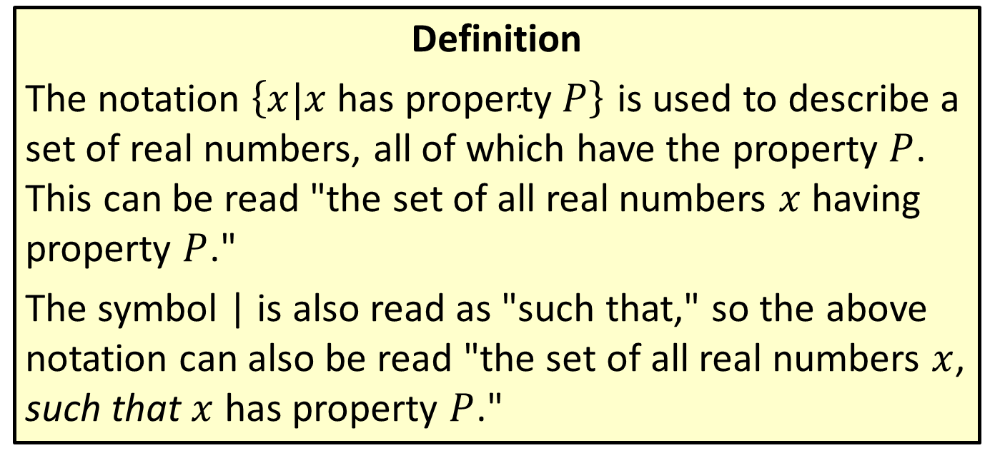 Definition
The notation {x|x has property P} is used to describe a
set of real numbers, all of which have the property P.
This can be read "the set of all real numbers x having
property P."
The symbol | is also read as "such that," so the above
notation can also be read "the set of all real numbers x,
such that x has property P."